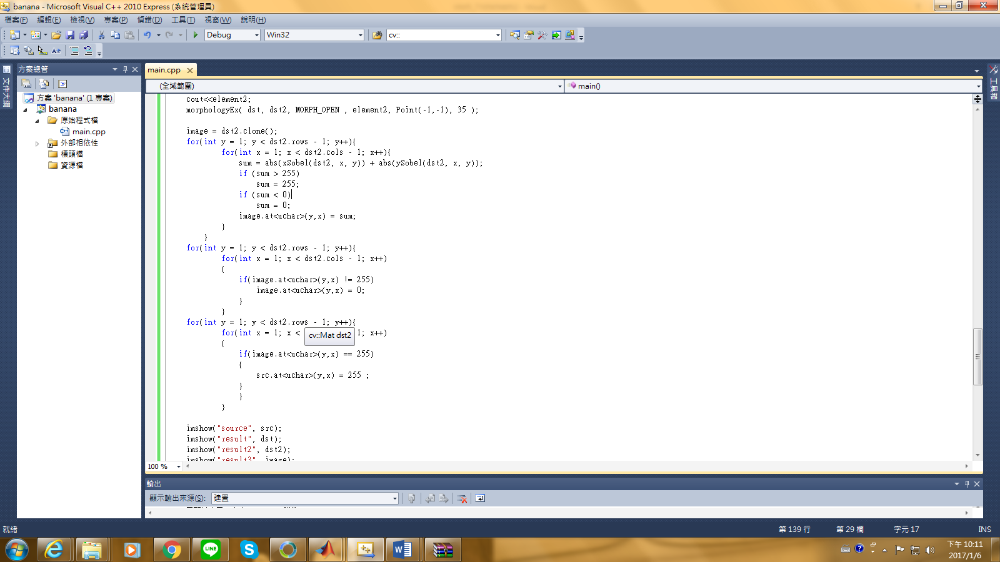 banana - Microsoft Visual C++ 2010 Express (系統管理員)
檔案(F) 編輯(E) 檢視(V) 專案(P) 偵錯(D) 工具(T) 視窗(W) 說明(H)
Debug Win32 cv::
文件大綱
方案總管
方案 'banana' (1 專案)
banana
原始程式檔
main.cpp
外部相依性
標頭檔
資源檔
main.cpp
(全域範圍) main()
工具箱
cout<<element2;
morphologyEx( dst, dst2, MORPH_OPEN , element2, Point(-1,-1), 35 );
image = dst2.clone();
for(int y = 1; y < dst2.rows - 1; y++){
for(int x = 1; x < dst2.cols - 1; x++){
sum = abs(xSobel(dst2, x, y)) + abs(ySobel(dst2, x, y));
if (sum > 255)
sum = 255;
if (sum < 0)
sum = 0;
image.at<uchar>(y,x) = sum;
}
}
for(int y = 1; y < dst2.rows - 1; y++){
for(int x = 1; x < dst2.cols - 1; x++)
{
if(image.at<uchar>(y,x) != 255)
image.at<uchar>(y,x) = 0;
}
}
for(int y = 1; y < dst2.rows - 1; y++){
for(int x = 1; x < 1; x++)
cv::Mat dst2
{
if(image.at<uchar>(y,x) == 255)
{
src.at<uchar>(y,x) = 255 ;
}
}
}
imshow("source", src);
imshow("result", dst);
imshow("result2", dst2);
imshow("result3", image);
100 %
輸出
顯示輸出來源(S): 建置
就緒 第 139 行 第 29 欄 字元 17 INS
下午 10:11
2017/1/6